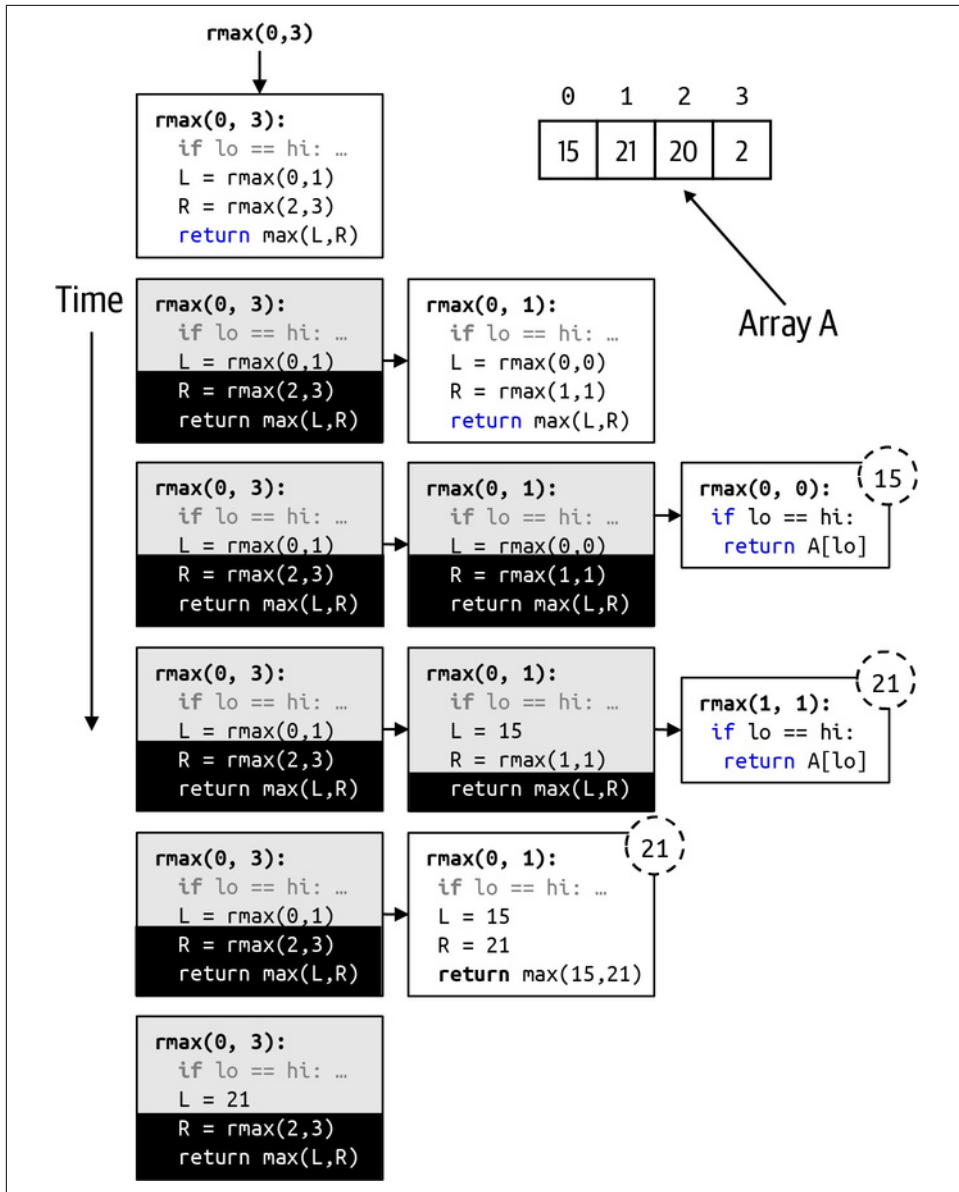 rmax(0,3)
rmax(0, 3):
if lo == hi: …
L = rmax(0,1)
R = rmax(2,3)
return max(L,R)
0 1 2 3
15 21 20 2
Array A
Time
rmax(0, 3):
if lo == hi: …
L = rmax(0,1)
R = rmax(2,3)
return max(L,R)
rmax(0, 1):
if lo == hi: …
L = rmax(0,0)
R = rmax(1,1)
return max(L,R)
rmax(0, 3):
if lo == hi: …
L = rmax(0,1)
R = rmax(2,3)
return max(L,R)
rmax(0, 1):
if lo == hi: …
L = rmax(0,0)
R = rmax(1,1)
return max(L,R)
15
rmax(0, 0):
if lo == hi:
return A[lo]
rmax(0, 3):
if lo == hi: …
L = rmax(0,1)
R = rmax(2,3)
return max(L,R)
rmax(0, 1):
if lo == hi: …
L = 15
R = rmax(1,1)
return max(L,R)
21
rmax(1, 1):
if lo == hi:
return A[lo]
rmax(0, 3):
if lo == hi: …
L = rmax(0,1)
R = rmax(2,3)
return max(L,R)
21
rmax(0, 1):
if lo == hi: …
L = 15
R = 21
return max(15,21)
rmax(0, 3):
if lo == hi: …
L = 21
R = rmax(2,3)
return max(L,R)